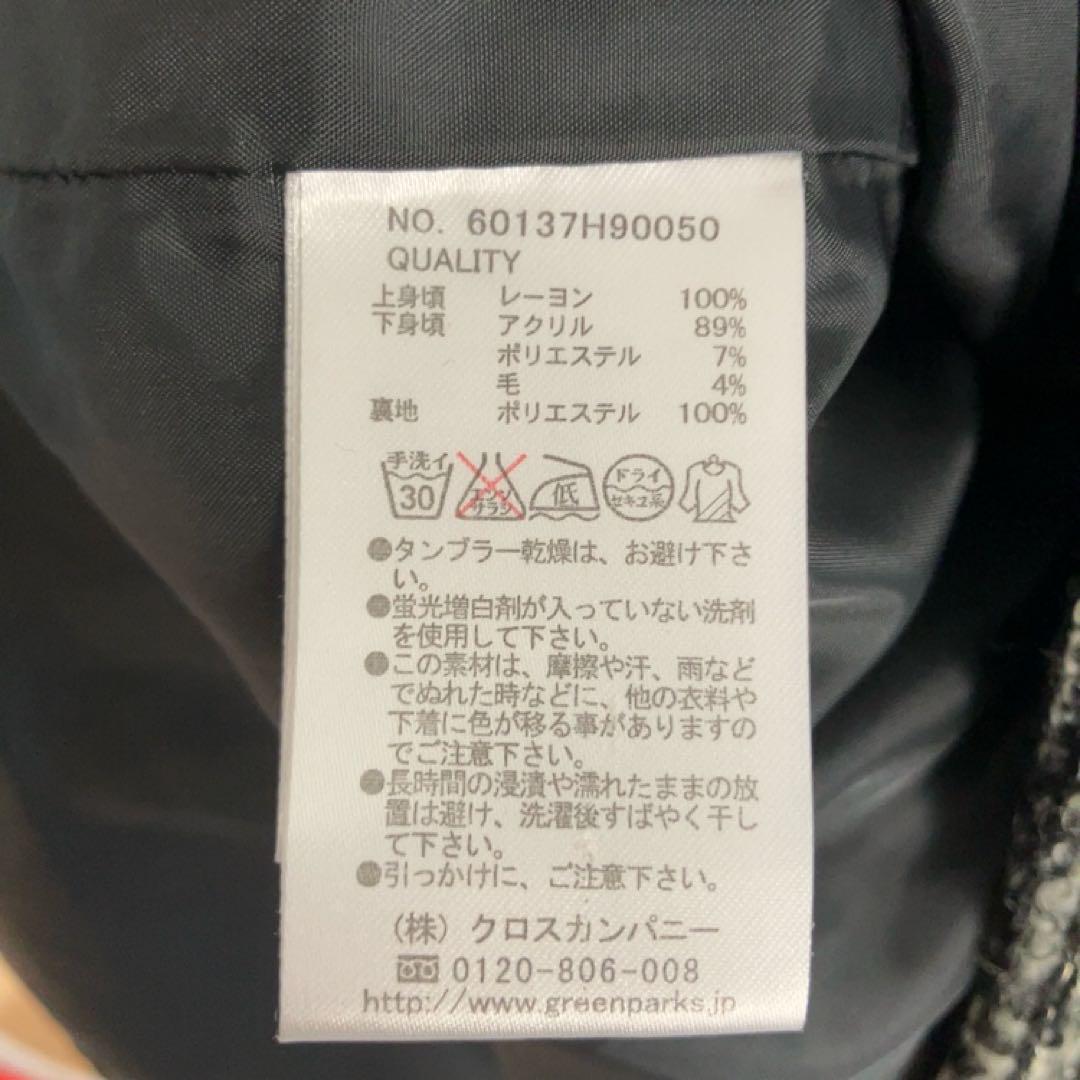 NO. 60137H90050
QUALITY
上身頃 レーヨン 100%
下身頃 アクリル 89%
ポリエステル 7%
毛 4%
裏地 ポリエステル 100%
手洗イ 30 エンソサラシ 低 ドライ セキユ系
●タンブラー乾燥は、お避け下さ
い。
●蛍光増白剤が入っていない洗剤
を使用して下さい。
●この素材は、摩擦や汗、雨など
でぬれた時などに、他の衣料や
下着に色が移る事がありますの
でご注意下さい。
●長時間の浸漬や濡れたままの放
置は避け、洗濯後すばやく干し
て下さい。
●引っかけに、ご注意下さい。
(株) クロスカンパニー
0120-806-008
http://www.greenparks.jp